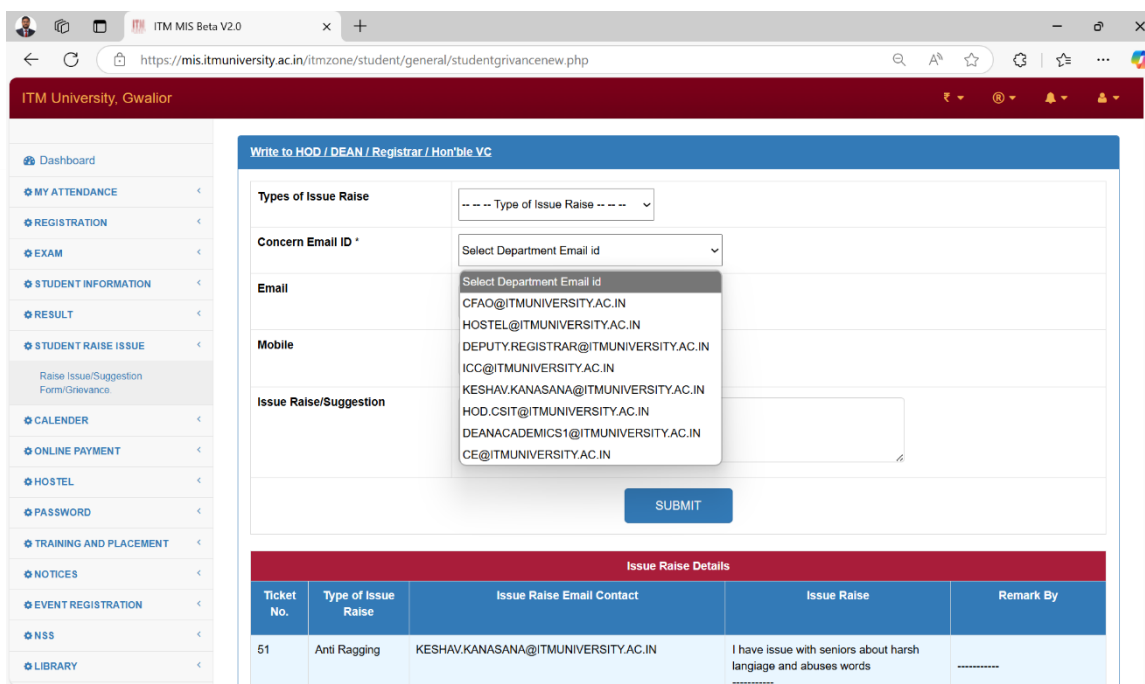 ITM MIS Beta V2.0
https://mis.itmuniversity.ac.in/itmzone/student/general/studentgrivancenew.php
ITM University, Gwalior
Dashboard
MY ATTENDANCE
REGISTRATION
EXAM
STUDENT INFORMATION
RESULT
STUDENT RAISE ISSUE
Raise Issue/Suggestion
Form/Grievance.
CALENDER
ONLINE PAYMENT
HOSTEL
PASSWORD
TRAINING AND PLACEMENT
NOTICES
EVENT REGISTRATION
NSS
LIBRARY
Write to HOD / DEAN / Registrar / Hon'ble VC
Types of Issue Raise
-- -- -- Type of Issue Raise -- -- --
Concern Email ID *
Select Department Email id
Select Department Email id
CFAO@ITMUNIVERSITY.AC.IN
HOSTEL@ITMUNIVERSITY.AC.IN
DEPUTY.REGISTRAR@ITMUNIVERSITY.AC.IN
ICC@ITMUNIVERSITY.AC.IN
KESHAV.KANASANA@ITMUNIVERSITY.AC.IN
HOD.CSIT@ITMUNIVERSITY.AC.IN
DEANACADEMICS1@ITMUNIVERSITY.AC.IN
CE@ITMUNIVERSITY.AC.IN
Email
Mobile
Issue Raise/Suggestion
SUBMIT
Issue Raise Details
Ticket No.
Type of Issue Raise
Issue Raise Email Contact
Issue Raise
Remark By
51
Anti Ragging
KESHAV.KANASANA@ITMUNIVERSITY.AC.IN
I have issue with seniors about harsh
langiage and abuses words
-----------
-----------